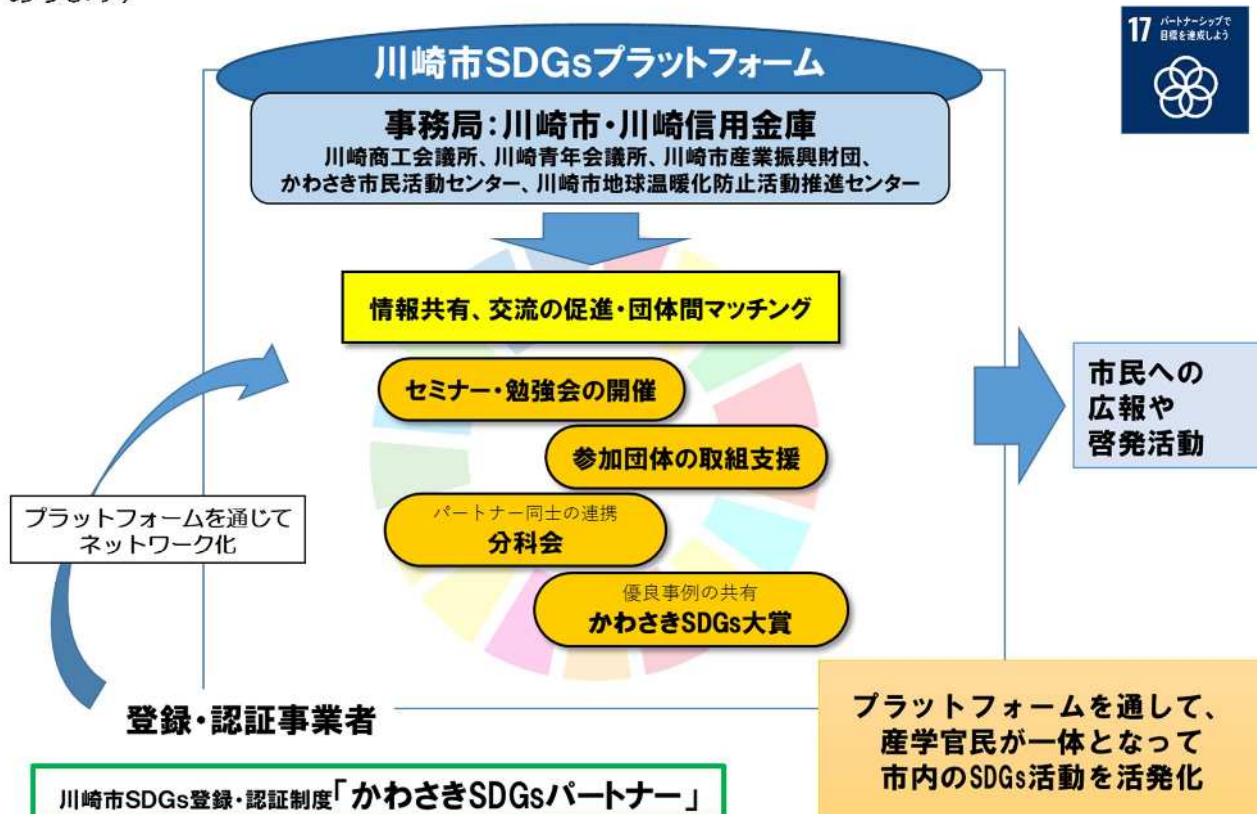 あります）
17 パートナーシップで
目標を達成しよう
川崎市SDGsプラットフォーム
事務局：川崎市・川崎信用金庫
川崎商工会議所、川崎青年会議所、川崎市産業振興財団、
かわさき市民活動センター、川崎市地球温暖化防止活動推進センター
情報共有、交流の促進・団体間マッチング
セミナー・勉強会の開催
参加団体の取組支援
パートナー同士の連携
分科会
優良事例の共有
かわさきSDGs大賞
市民への
広報や
啓発活動
プラットフォームを通じて
ネットワーク化
登録・認証事業者
プラットフォームを通して、
産学官民が一体となって
市内のSDGs活動を活発化
川崎市SDGs登録・認証制度「かわさきSDGsパートナー」